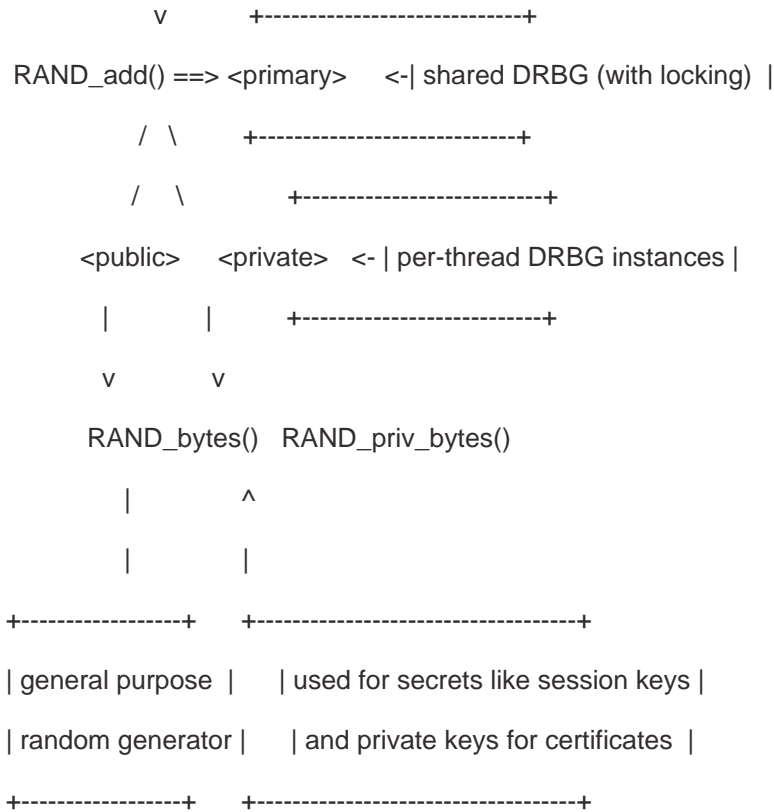 v +-----------------------------+
RAND_add() ==> <primary> <-| shared DRBG (with locking) |
/ \ +-----------------------------+
/ \ +---------------------------+
<public> <private> <- | per-thread DRBG instances |
| | +---------------------------+
v v
RAND_bytes() RAND_priv_bytes()
| ^
| |
+------------------+ +------------------------------------+
| general purpose | | used for secrets like session keys |
| random generator | | and private keys for certificates |
+------------------+ +------------------------------------+